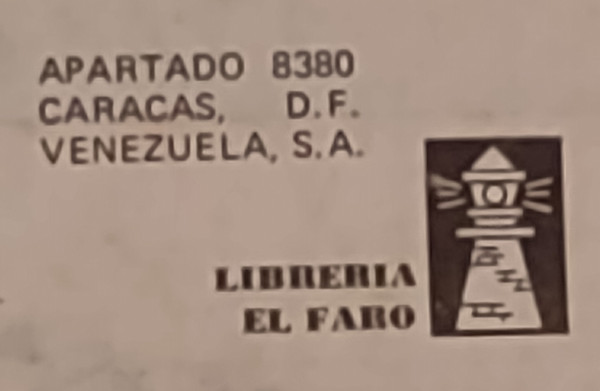 APARTADO 8380
CARACAS, D.F.
VENEZUELA, S.A.
LIBRERIA
EL FARO